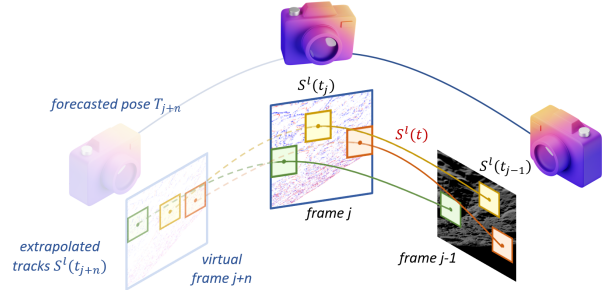 S^l(t_j)
forecasted pose T_{j+n}
S^l(t)
S^l(t_{j-1})
frame j
extrapolated
tracks S^l(t_{j+n})
virtual
frame j+n
frame j-1